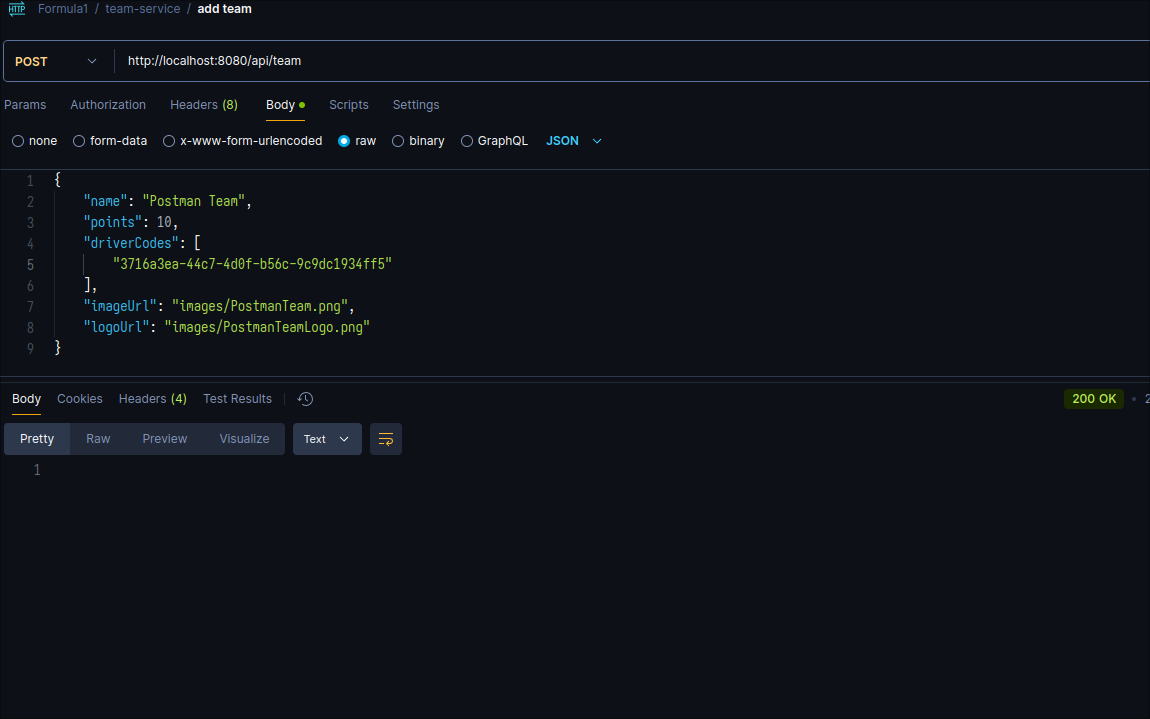 HTTP Formula1 / team-service / add team
POST http://localhost:8080/api/team
Params Authorization Headers (8) Body Scripts Settings
none form-data x-www-form-urlencoded raw binary GraphQL JSON
1 {
2 "name": "Postman Team",
3 "points": 10,
4 "driverCodes": [
5 "3716a3ea-44c7-4d0f-b56c-9c9dc1934ff5"
6 ],
7 "imageUrl": "images/PostmanTeam.png",
8 "logoUrl": "images/PostmanTeamLogo.png"
9 }
Body Cookies Headers (4) Test Results 200 OK • 2
Pretty Raw Preview Visualize Text
1